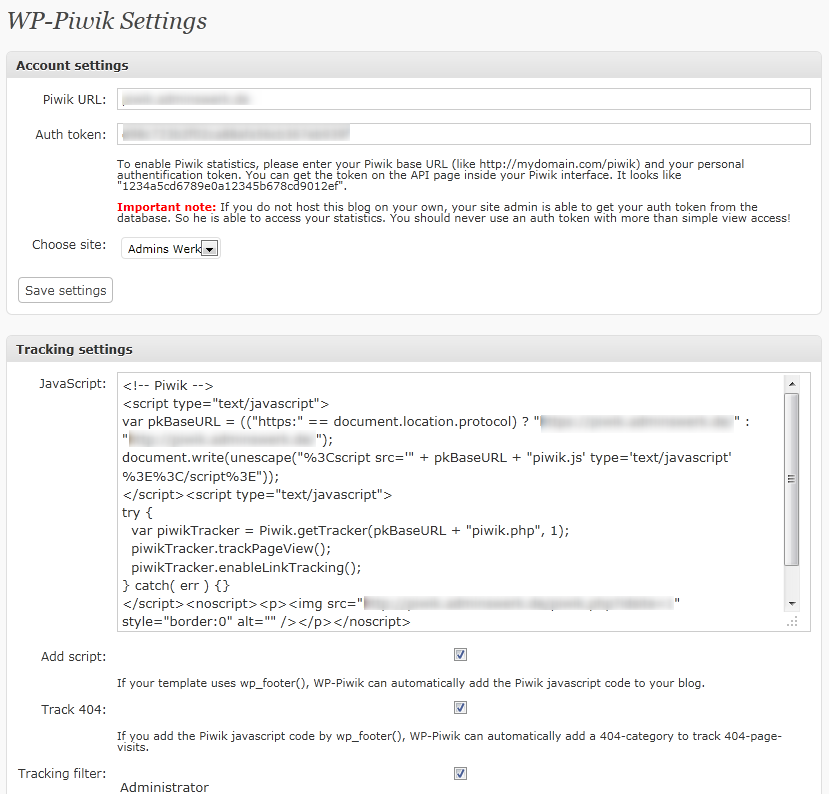 WP-Piwik Settings
Account settings
Piwik URL:
Auth token:
To enable Piwik statistics, please enter your Piwik base URL (like http://mydomain.com/piwik) and your personal
authentification token. You can get the token on the API page inside your Piwik interface. It looks like
"1234a5cd6789e0a12345b678cd9012ef".
Important note: If you do not host this blog on your own, your site admin is able to get your auth token from the
database. So he is able to access your statistics. You should never use an auth token with more than simple view access!
Choose site: Admins Werk
Save settings
Tracking settings
JavaScript:
<!-- Piwik -->
<script type="text/javascript">
var pkBaseURL = (("https:" == document.location.protocol) ? "" :
"");
document.write(unescape("%3Cscript src='" + pkBaseURL + "piwik.js' type='text/javascript'
%3E%3C/script%3E"));
</script><script type="text/javascript">
try {
var piwikTracker = Piwik.getTracker(pkBaseURL + "piwik.php", 1);
piwikTracker.trackPageView();
piwikTracker.enableLinkTracking();
} catch( err ) {}
</script><noscript><p><img src=""
style="border:0" alt="" /></p></noscript>
Add script:
If your template uses wp_footer(), WP-Piwik can automatically add the Piwik javascript code to your blog.
Track 404:
If you add the Piwik javascript code by wp_footer(), WP-Piwik can automatically add a 404-category to track 404-page-
visits.
Tracking filter:
Administrator